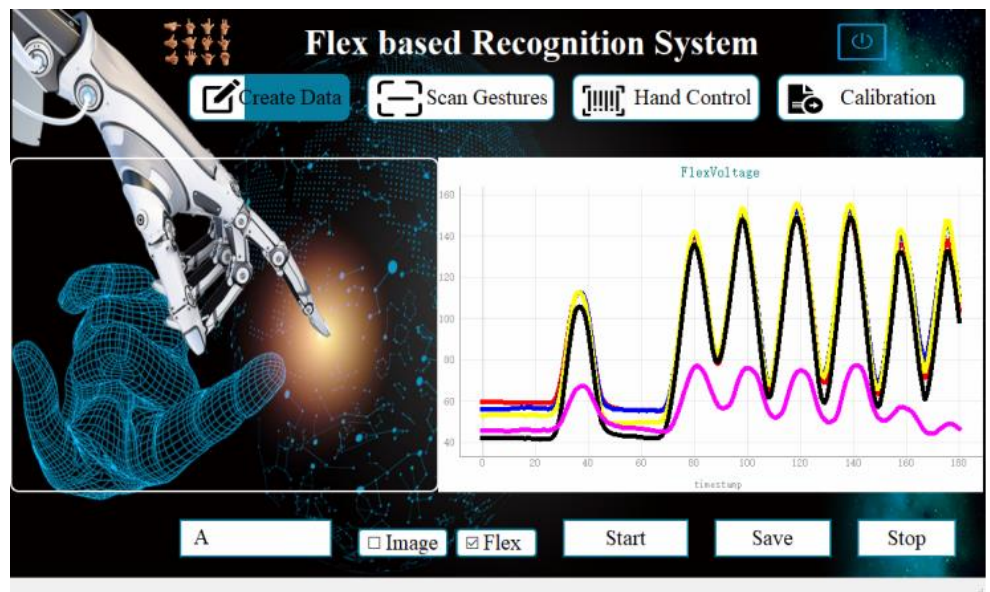 Flex based Recognition System
Create Data
Scan Gestures
Hand Control
Calibration
FlexVoltage
160
140
120
100
80
60
40
0 20 40 60 80 100 120 140 160 180
timestamp
A
Image
Flex
Start
Save
Stop